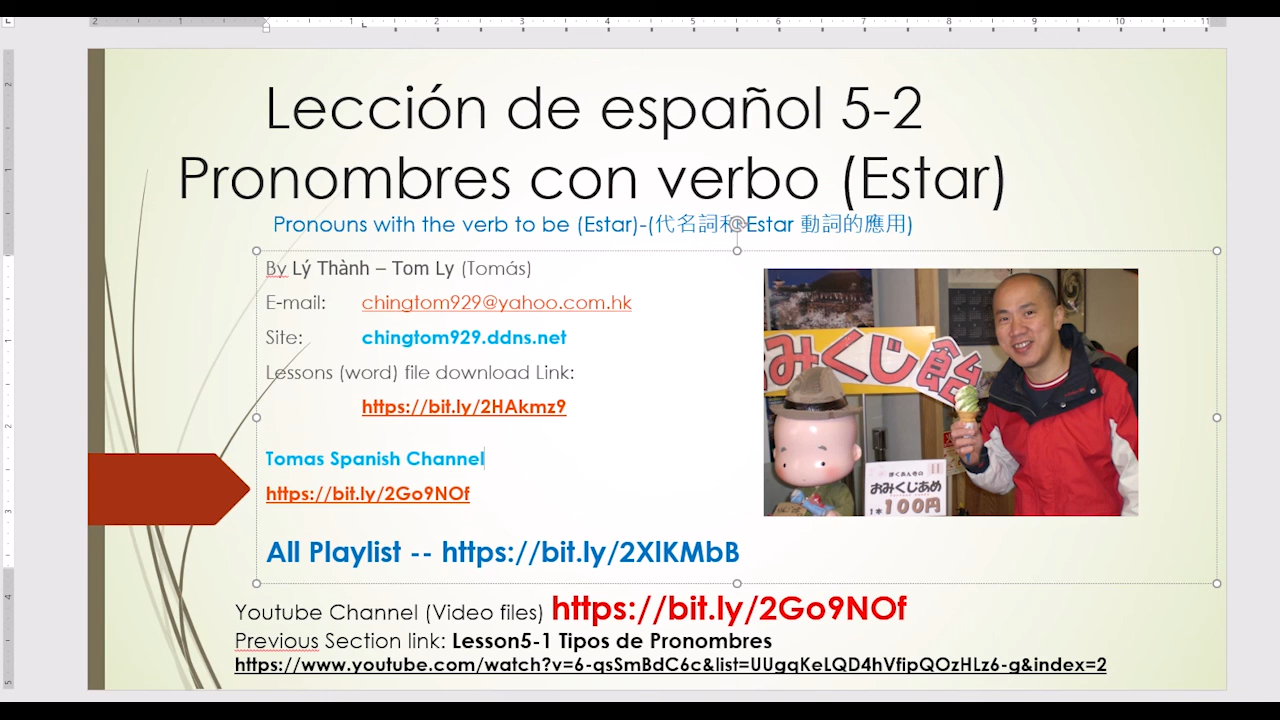 Lección de español 5-2
Pronombres con verbo (Estar)
Pronouns with the verb to be (Estar)-(代名詞和Estar 動詞的應用)
By Lý Thành – Tom Ly (Tomás)
E-mail: chingtom929@yahoo.com.hk
Site: chingtom929.ddns.net
Lessons (word) file download Link:
https://bit.ly/2HAkmz9
Tomas Spanish Channel
https://bit.ly/2Go9NOf
All Playlist -- https://bit.ly/2XlKMbB
みくじ飴
おみくじあめ
1本100円
Youtube Channel (Video files) https://bit.ly/2Go9NOf
Previous Section link: Lesson5-1 Tipos de Pronombres
https://www.youtube.com/watch?v=6-qsSmBdC6c&list=UUgqKeLQD4hVfipQOzHLz6-g&index=2